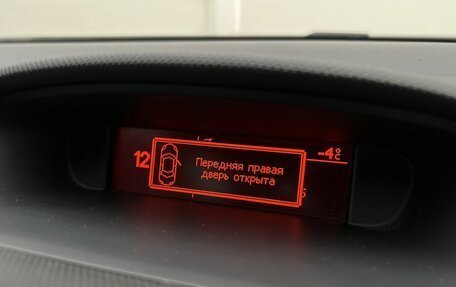 12
-4°C
Передняя правая
дверь открыта